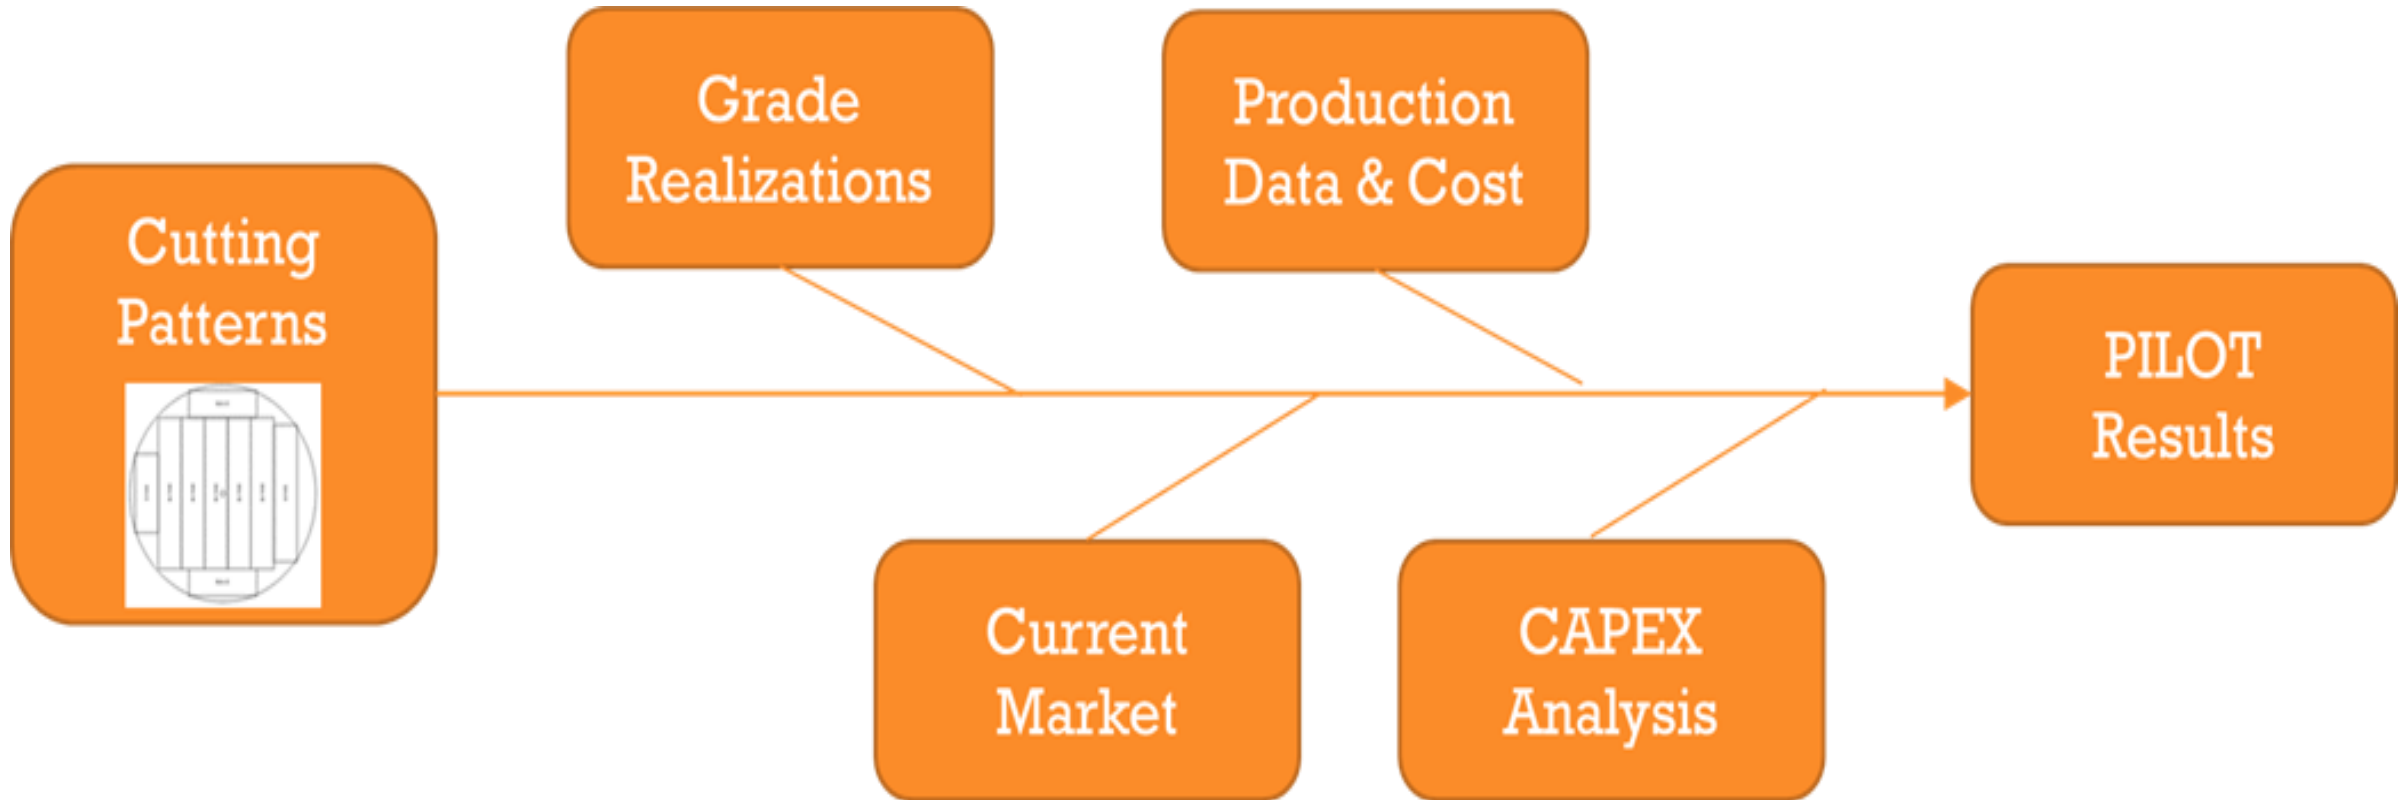 Cutting
Patterns
Grade
Realizations
Production
Data & Cost
Current
Market
CAPEX
Analysis
PILOT
Results